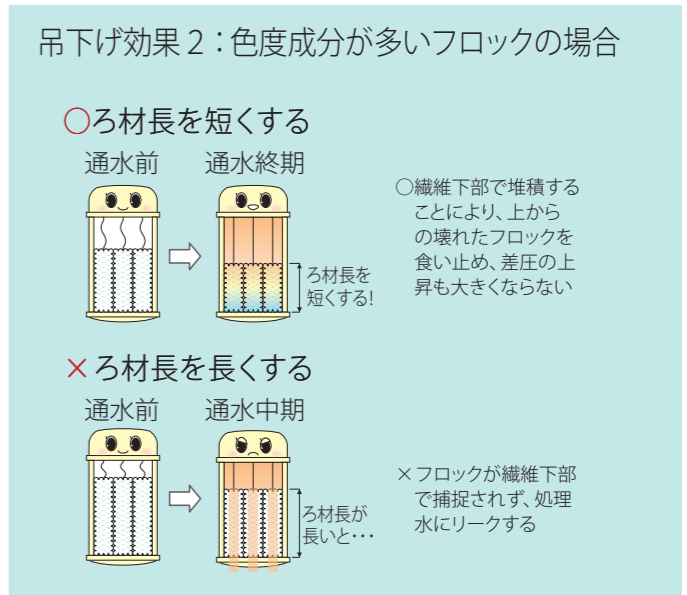 吊下げ効果2：色度成分が多いフロックの場合
○ろ材長を短くする
通水前
通水終期
ろ材長を
短くする!
○繊維下部で堆積する
ことにより、上から
の壊れたフロックを
食い止め、差圧の上
昇も大きくならない
×ろ材長を長くする
通水前
通水中期
ろ材長が
長いと･･･
×フロックが繊維下部
で捕捉されず、処理
水にリークする